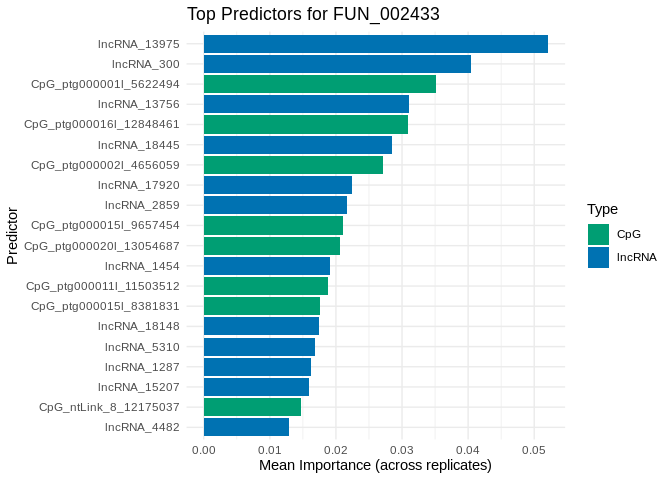 Top Predictors for FUN_002433
Predictor
lncRNA_13975
lncRNA_300
CpG_ptg000001l_5622494
lncRNA_13756
CpG_ptg000016l_12848461
lncRNA_18445
CpG_ptg000002l_4656059
lncRNA_17920
lncRNA_2859
CpG_ptg000015l_9657454
CpG_ptg000020l_13054687
lncRNA_1454
CpG_ptg000011l_11503512
CpG_ptg000015l_8381831
lncRNA_18148
lncRNA_5310
lncRNA_1287
lncRNA_15207
CpG_ntLink_8_12175037
lncRNA_4482
0.00 0.01 0.02 0.03 0.04 0.05
Mean Importance (across replicates)
Type
CpG
lncRNA